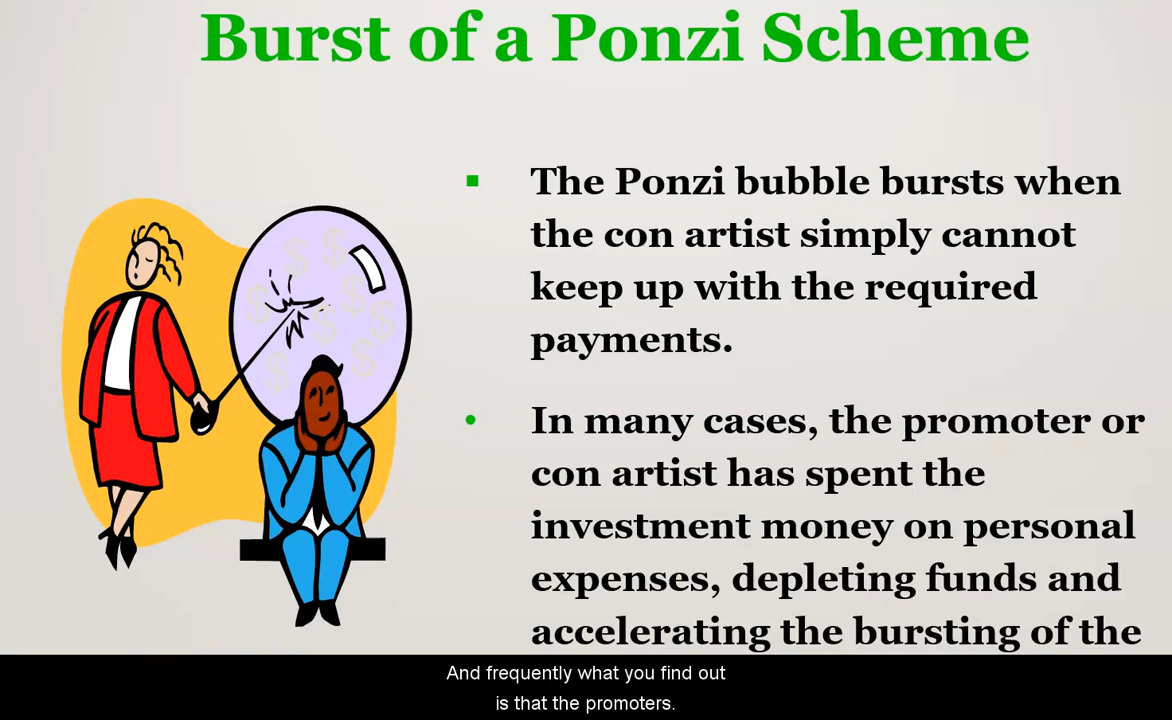 Burst of a Ponzi Scheme
▪ The Ponzi bubble bursts when
the con artist simply cannot
keep up with the required
payments.
• In many cases, the promoter or
con artist has spent the
investment money on personal
expenses, depleting funds and
accelerating the bursting of the
$ $ $ $ $ $ $ $
And frequently what you find out
is that the promoters.